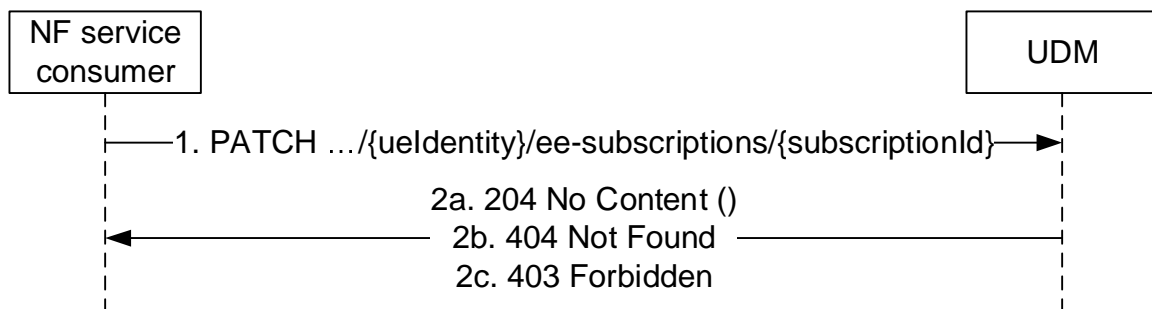 NF service
consumer
UDM
1. PATCH …/{ueIdentity}/ee-subscriptions/{subscriptionId}
2a. 204 No Content ()
2b. 404 Not Found
2c. 403 Forbidden